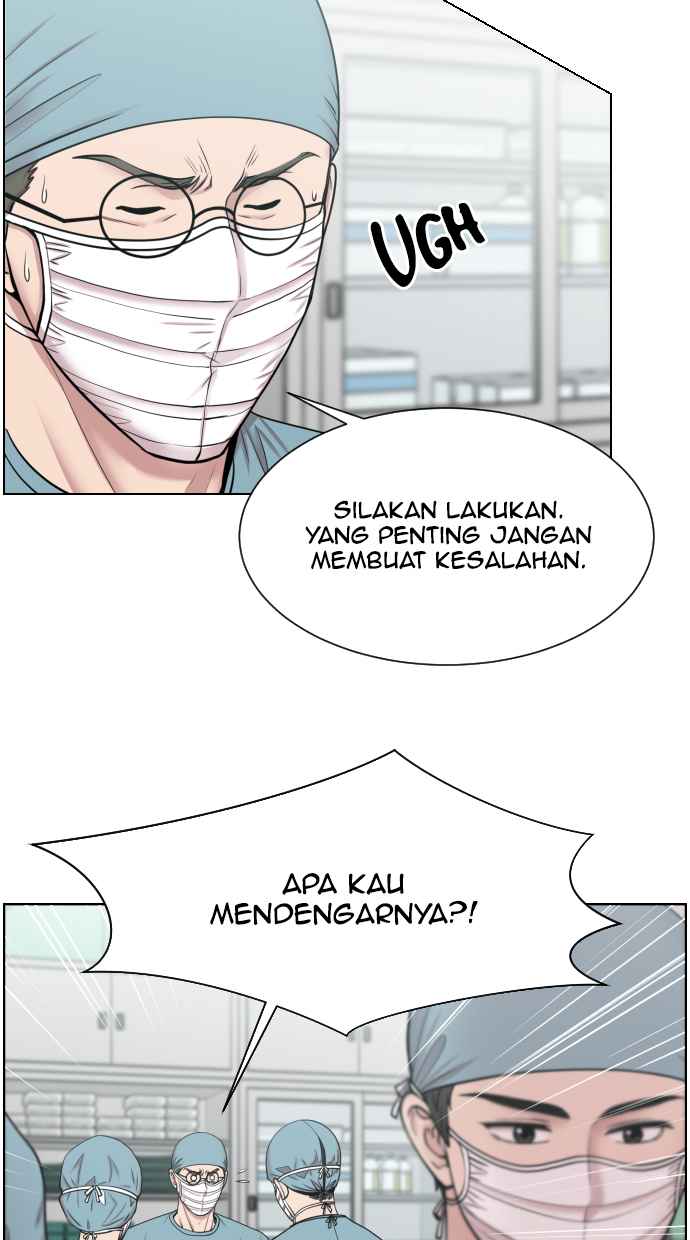 UGH
SILAKAN LAKUKAN.
YANG PENTING JANGAN
MEMBUAT KESALAHAN.
APA KAU
MENDENGARNYA?!